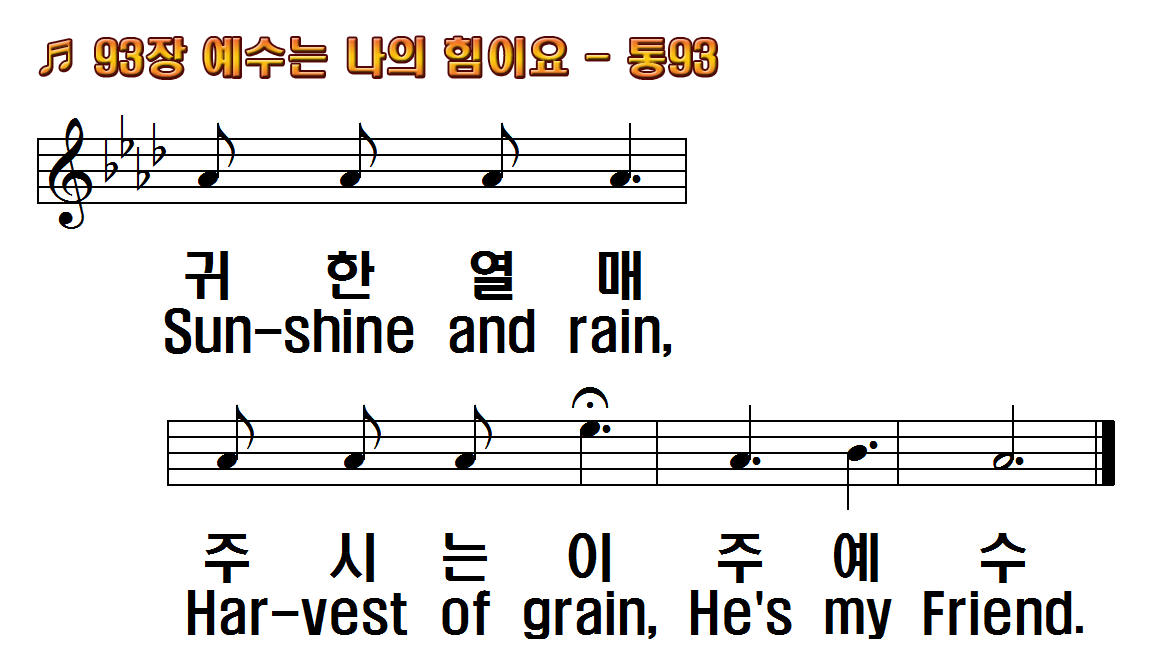 93장 예수는 나의 힘이요 - 통93
귀 한 열 매
Sun-shine and rain,
주 시 는 이 주 예 수
Har-vest of grain, He's my Friend.